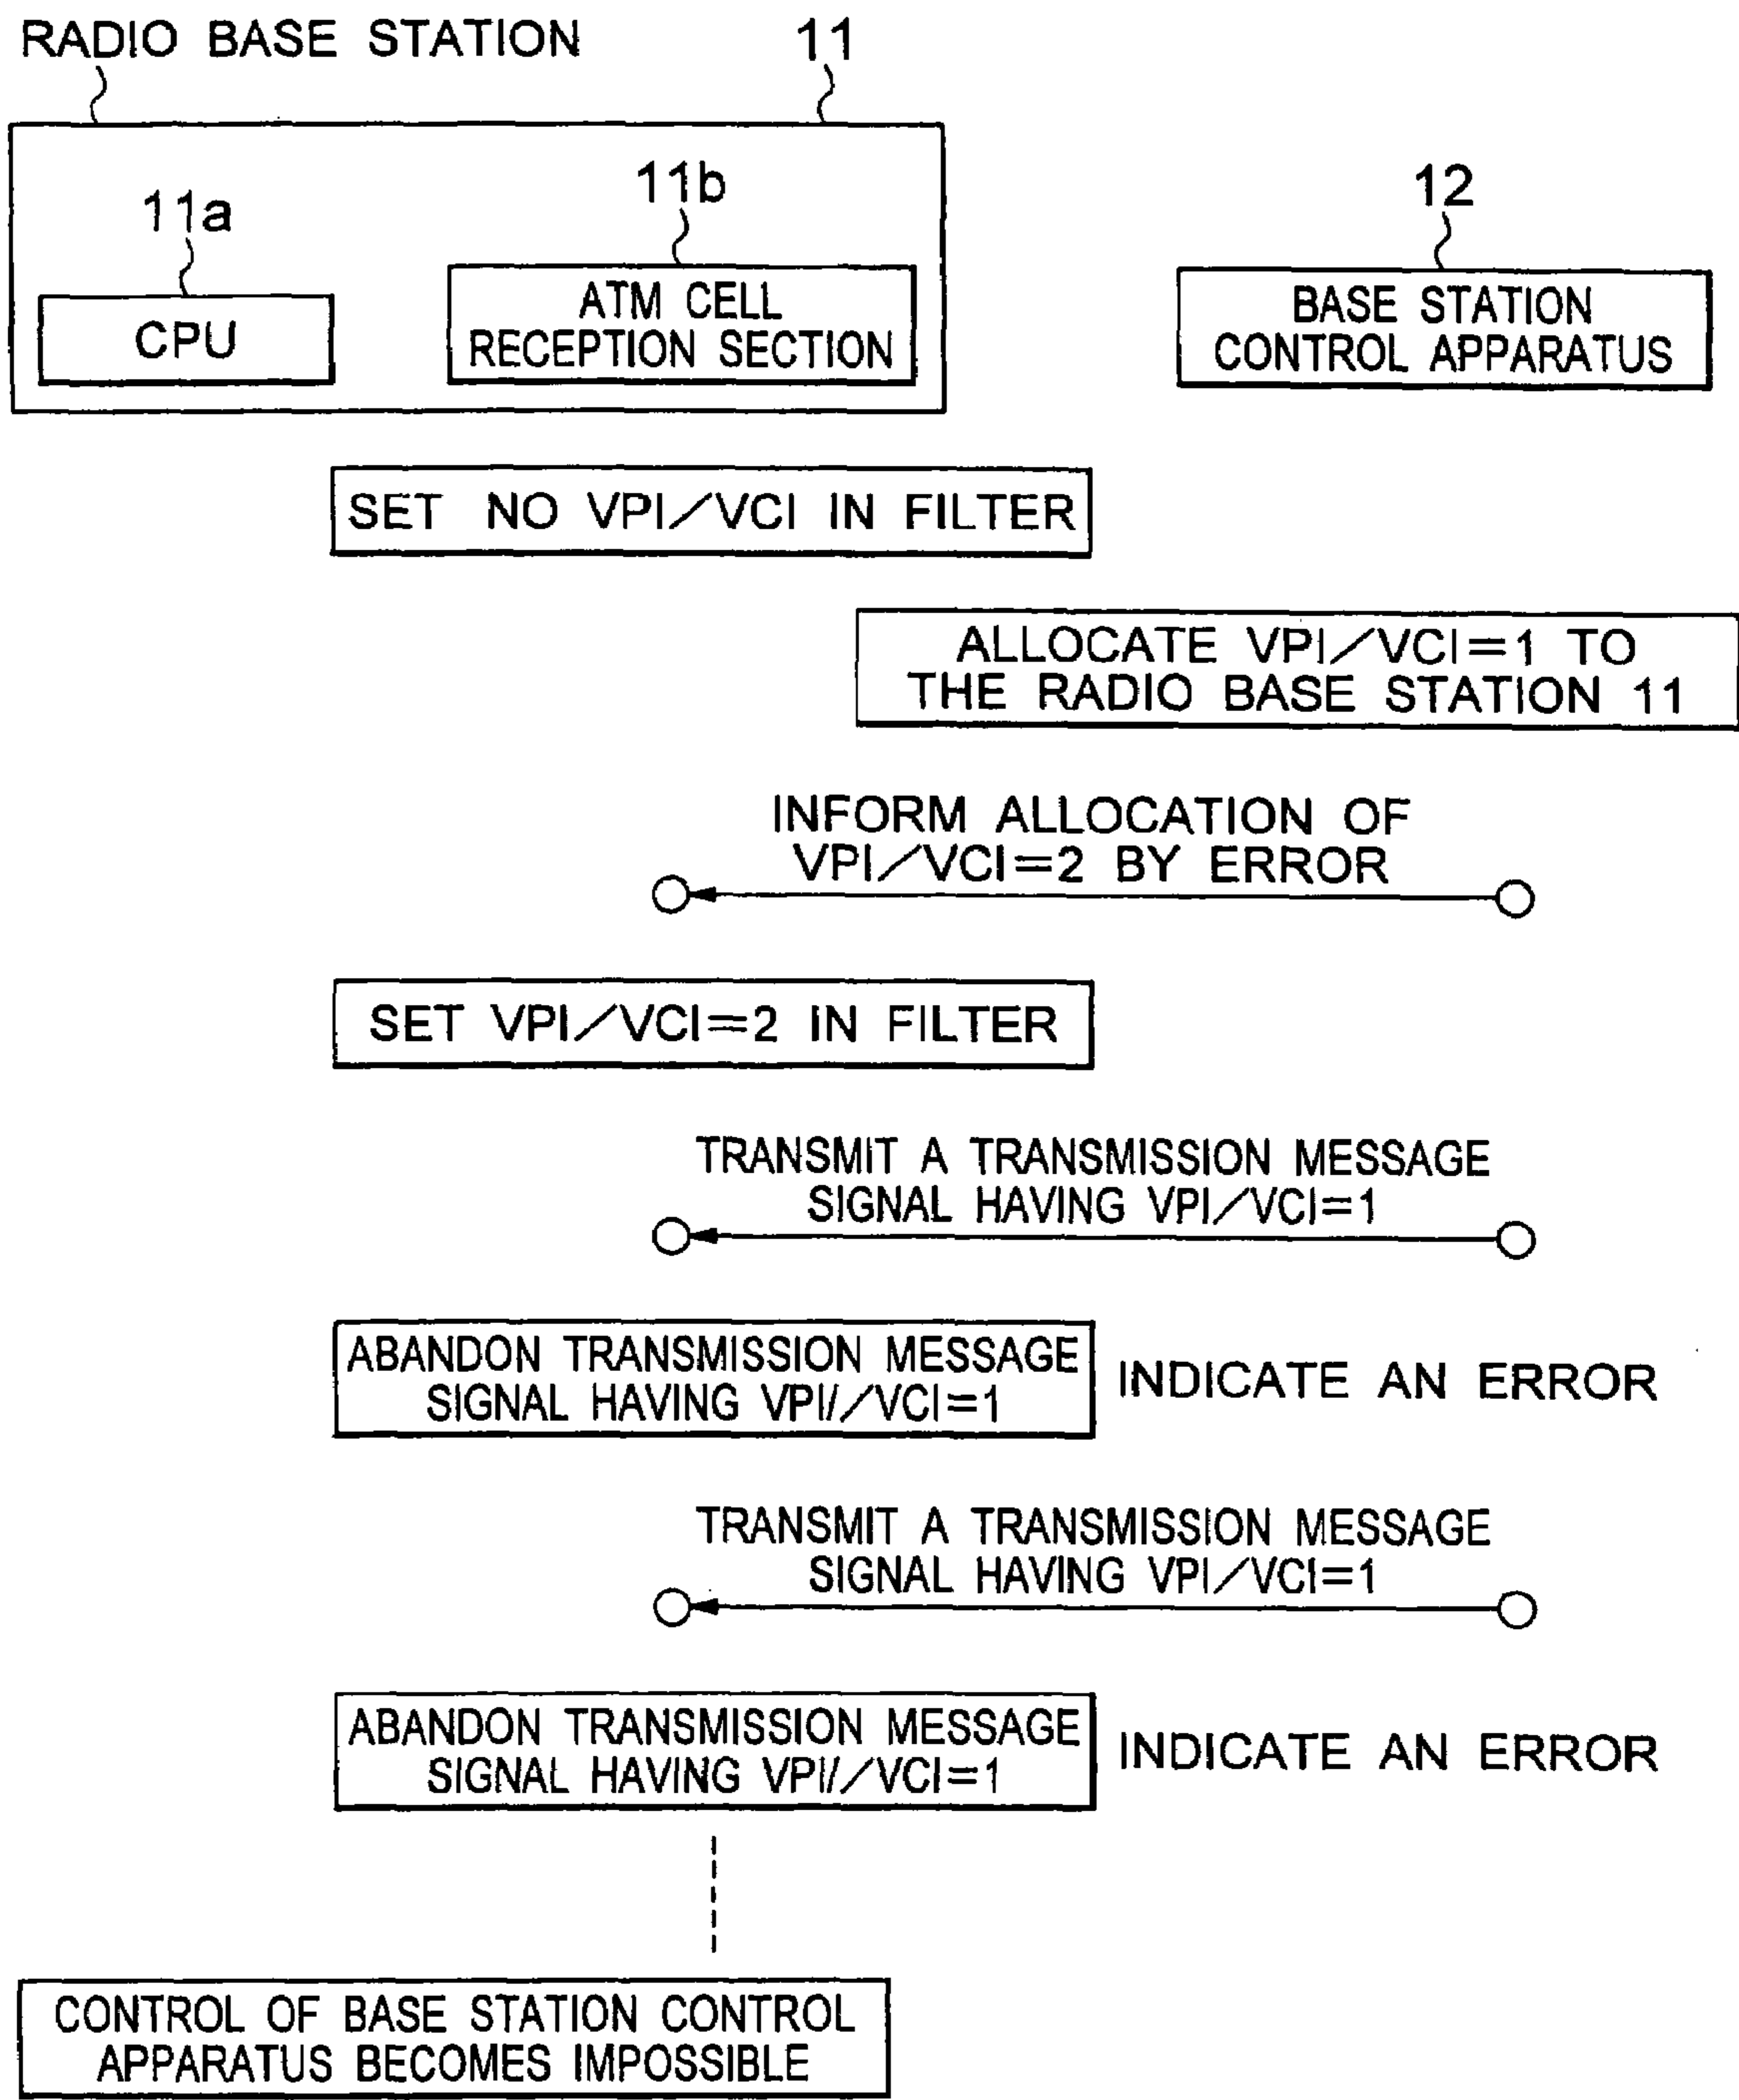 RADIO BASE STATION
11
11a
11b
12
CPU
ATM CELL
RECEPTION SECTION
BASE STATION
CONTROL APPARATUS
SET NO VPI/VCI IN FILTER
ALLOCATE VPI/VCI=1 TO
THE RADIO BASE STATION 11
INFORM ALLOCATION OF
VPI/VCI=2 BY ERROR
SET VPI/VCI=2 IN FILTER
TRANSMIT A TRANSMISSION MESSAGE
SIGNAL HAVING VPI/VCI=1
ABANDON TRANSMISSION MESSAGE
SIGNAL HAVING VPI//VCI=1
INDICATE AN ERROR
TRANSMIT A TRANSMISSION MESSAGE
SIGNAL HAVING VPI/VCI=1
ABANDON TRANSMISSION MESSAGE
SIGNAL HAVING VPI//VCI=1
INDICATE AN ERROR
CONTROL OF BASE STATION CONTROL
APPARATUS BECOMES IMPOSSIBLE